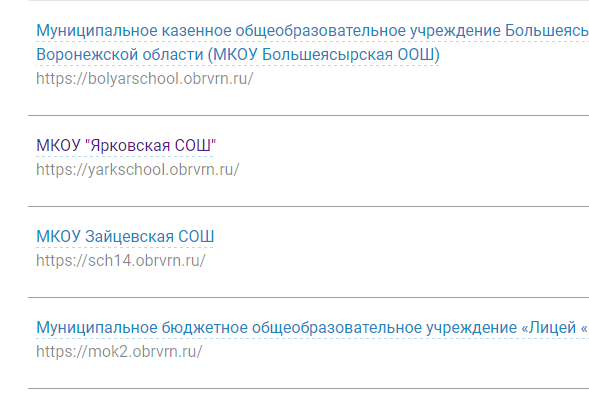 Муниципальное казенное общеобразовательное учреждение
Воронежской области (МКОУ Большеясырская ООШ)
https://bolyarschool.obrvrn.ru/
МКОУ "Ярковская СОШ"
https://yarkschool.obrvrn.ru/
МКОУ Зайцевская СОШ
https://sch14.obrvrn.ru/
Муниципальное бюджетное общеобразовательное учреждение «Лицей «
https://mok2.obrvrn.ru/